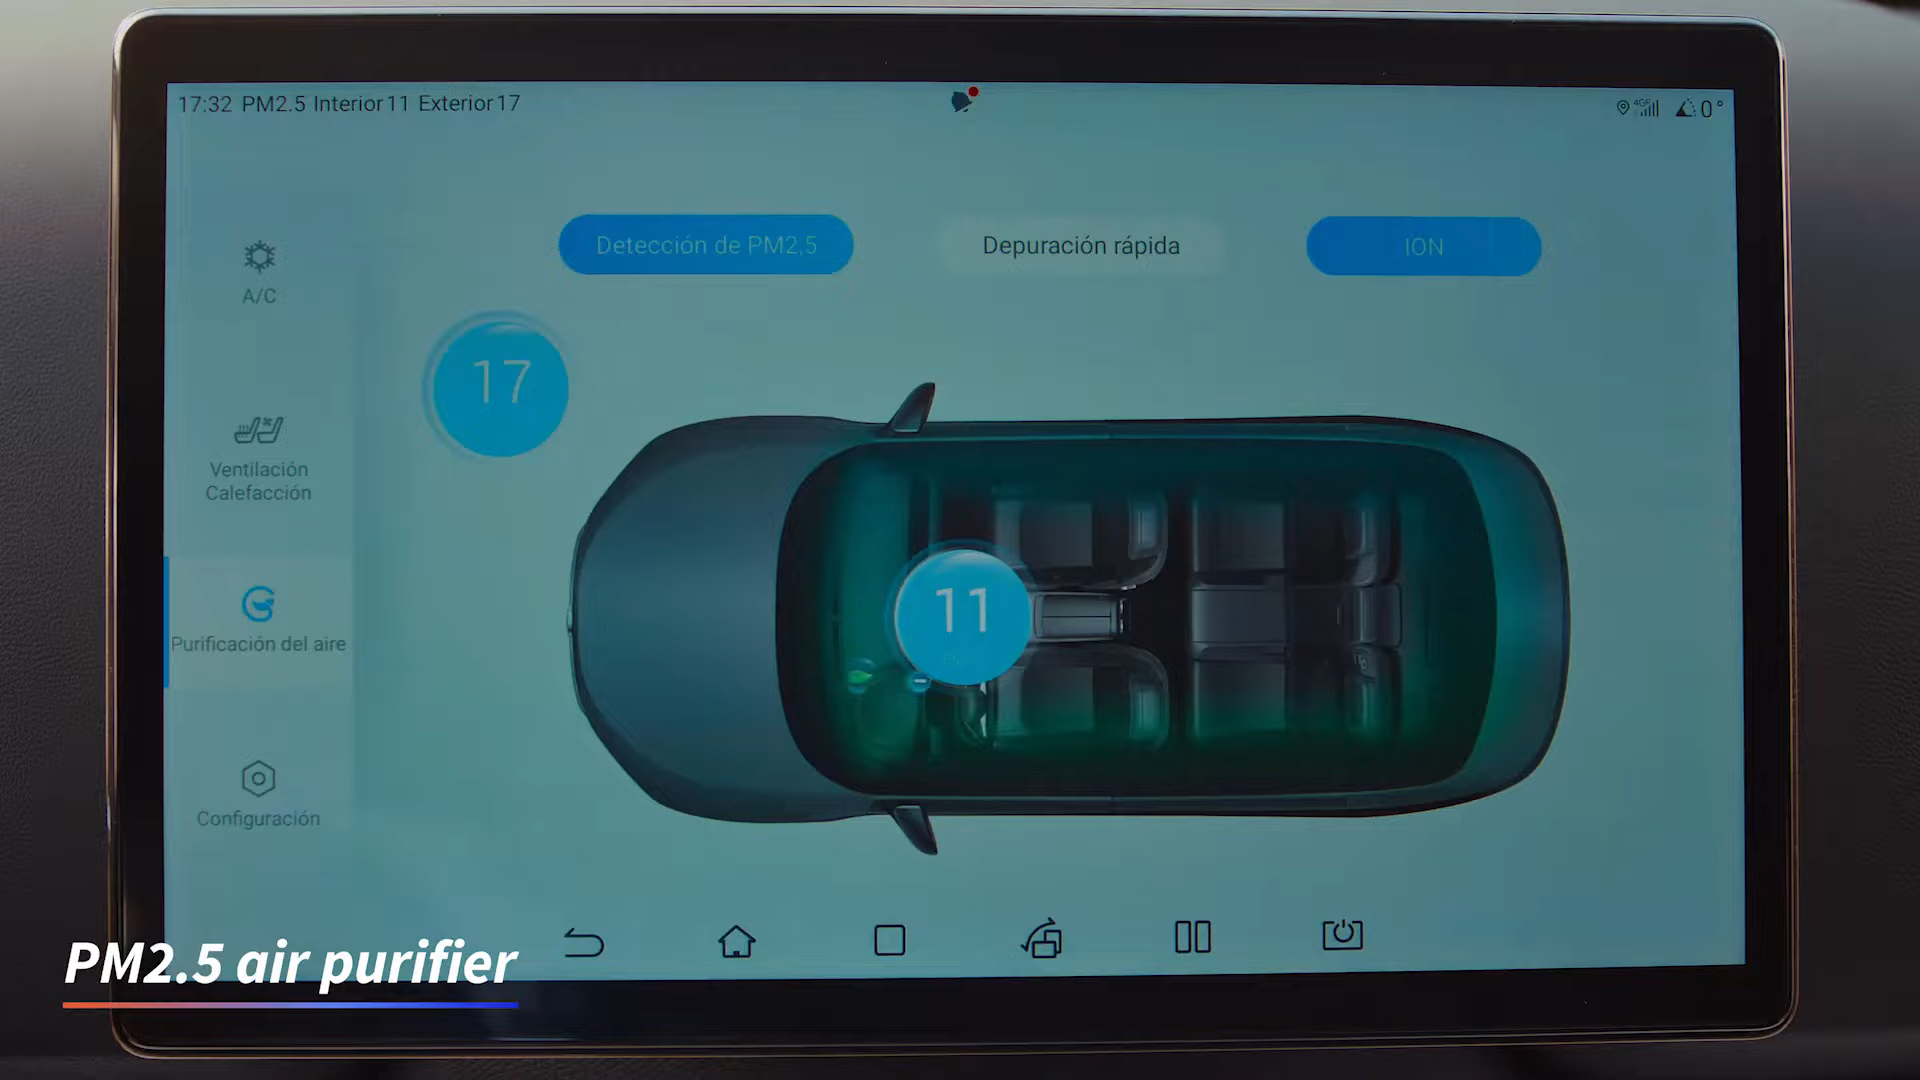 17:32 PM2.5 Interior 11 Exterior 17
4G
0°
Detección de PM2,5
Depuración rápida
ION
A/C
17
Ventilación
Calefacción
11
Purificación del aire
Configuración
PM2.5 air purifier